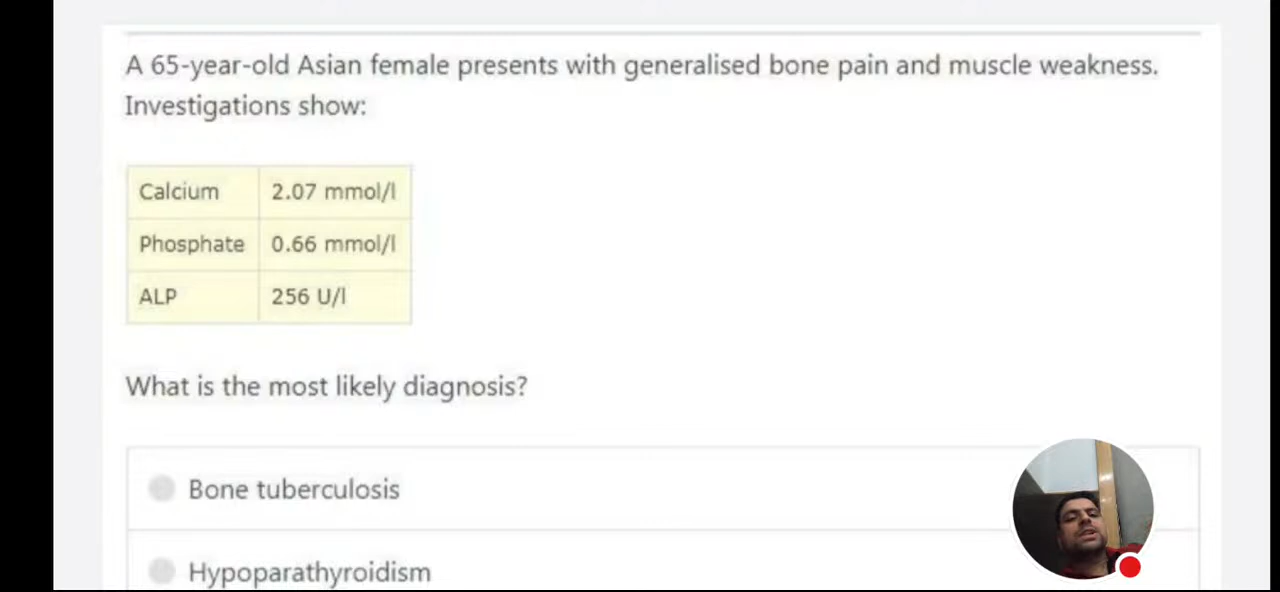 A 65-year-old Asian female presents with generalised bone pain and muscle weakness.
Investigations show:
Calcium 2.07 mmol/l
Phosphate 0.66 mmol/l
ALP 256 U/l
What is the most likely diagnosis?
Bone tuberculosis
Hypoparathyroidism